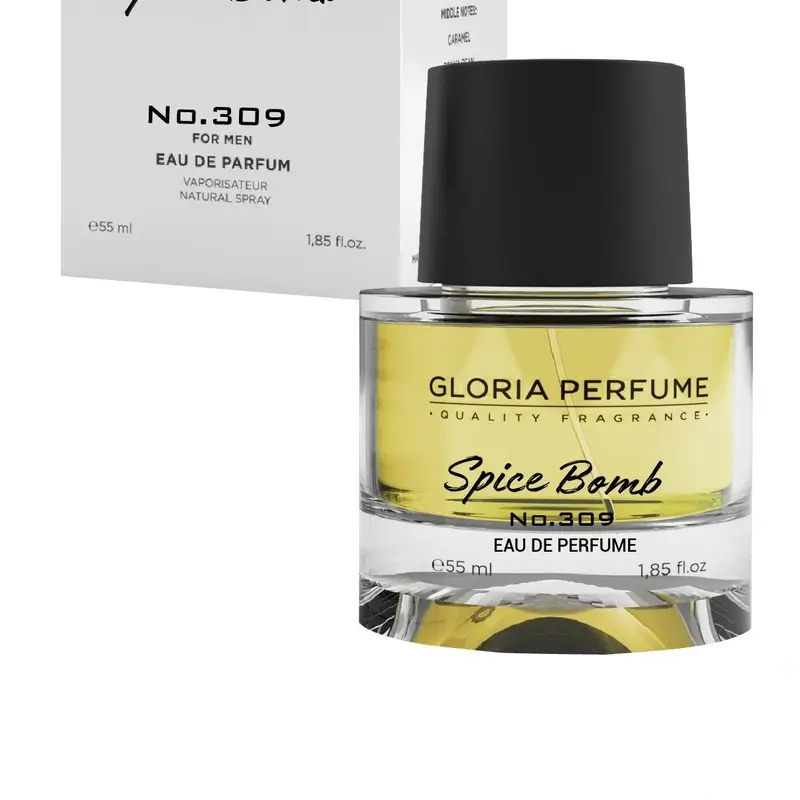 No.309
FOR MEN
EAU DE PARFUM
VAPORISATEUR
NATURAL SPRAY
℮55 ml
1,85 fl.oz.
MIDDLE NOTES:
CARAMEL
GLORIA PERFUME
·QUALITY FRAGRANCE·
Spice Bomb
No.309
EAU DE PERFUME
℮55 ml
1,85 fl.oz